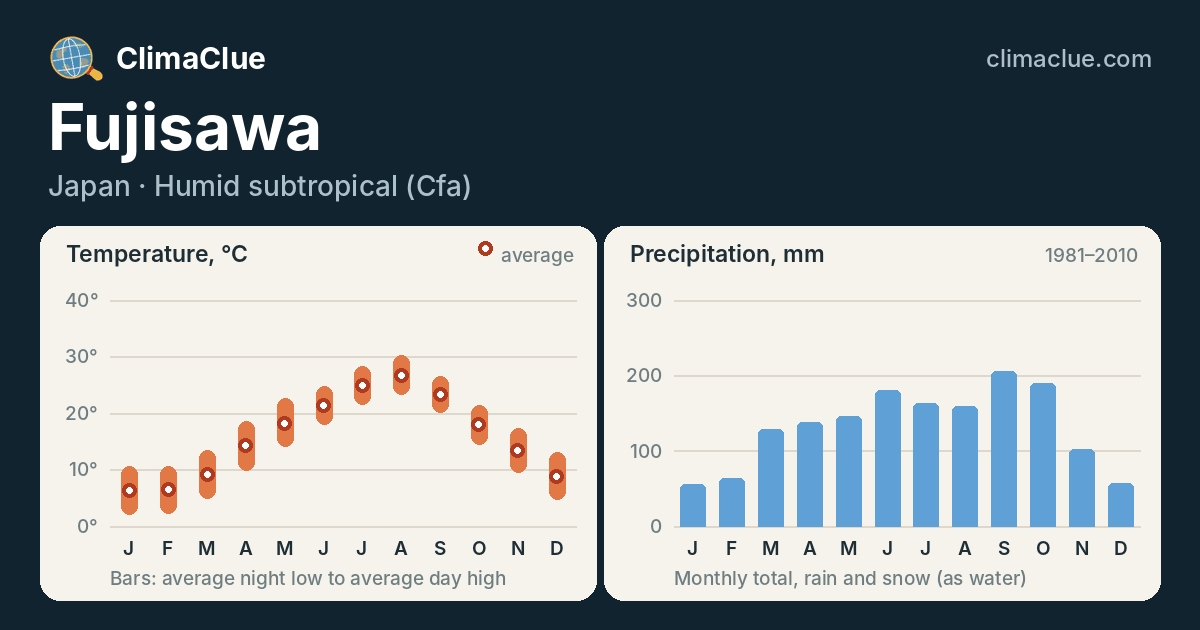 ClimaClue
climaclue.com
Fujisawa
Japan · Humid subtropical (Cfa)
Temperature, °C
average
40°
30°
20°
10°
0°
J F M A M J J A S O N D
Bars: average night low to average day high
Precipitation, mm
1981–2010
300
200
100
0
J F M A M J J A S O N D
Monthly total, rain and snow (as water)